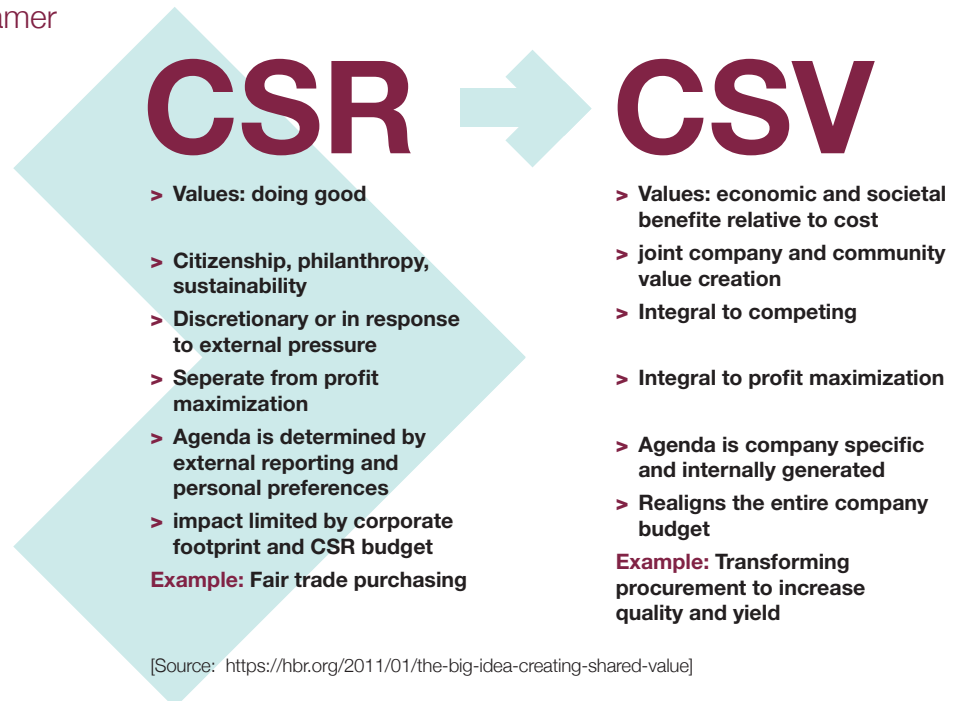 amer
CSR
> Values: doing good
> Citizenship, philanthropy,
sustainability
> Discretionary or in response
to external pressure
> Seperate from profit
maximization
> Agenda is determined by
external reporting and
personal preferences
> impact limited by corporate
footprint and CSR budget
Example: Fair trade purchasing
CSV
> Values: economic and societal
benefite relative to cost
> joint company and community
value creation
> Integral to competing
> Integral to profit maximization
> Agenda is company specific
and internally generated
> Realigns the entire company
budget
Example: Transforming
procurement to increase
quality and yield
[Source: https://hbr.org/2011/01/the-big-idea-creating-shared-value]